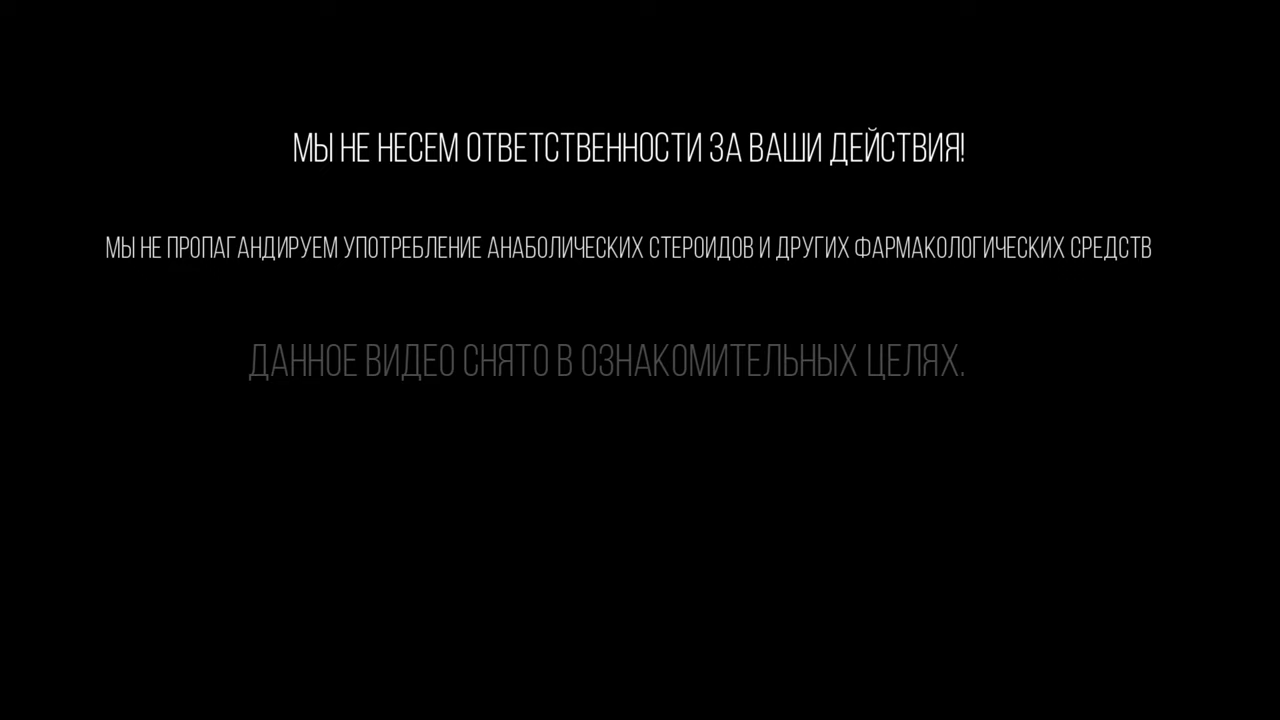 МЫ НЕ НЕСЕМ ОТВЕТСТВЕННОСТИ ЗА ВАШИ ДЕЙСТВИЯ!
МЫ НЕ ПРОПАГАНДИРУЕМ УПОТРЕБЛЕНИЕ АНАБОЛИЧЕСКИХ СТЕРОИДОВ И ДРУГИХ ФАРМАКОЛОГИЧЕСКИХ СРЕДСТВ
ДАННОЕ ВИДЕО СНЯТО В ОЗНАКОМИТЕЛЬНЫХ ЦЕЛЯХ.